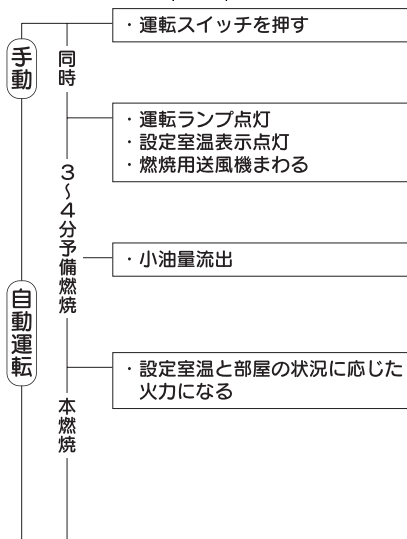 ・運転スイッチを押す
手動
同時
・運転ランプ点灯
・設定室温表示点灯
・燃焼用送風機まわる
3～4分予備燃焼
・小油量流出
自動運転
・設定室温と部屋の状況に応じた
火力になる
本燃焼